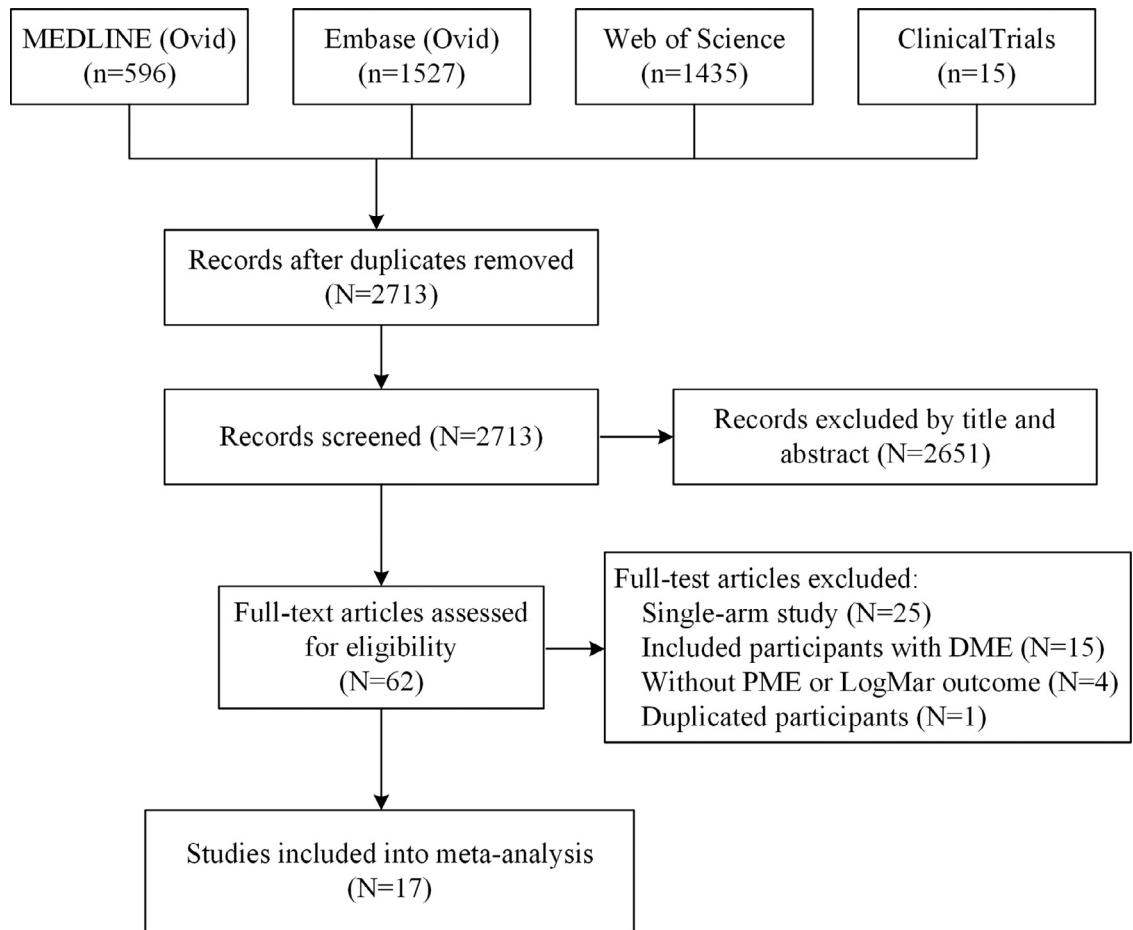 MEDLINE (Ovid)
(n=596)
Embase (Ovid)
(n=1527)
Web of Science
(n=1435)
ClinicalTrials
(n=15)
Records after duplicates removed
(N=2713)
Records screened (N=2713)
Records excluded by title and
abstract (N=2651)
Full-text articles assessed
for eligibility
(N=62)
Full-test articles excluded:
Single-arm study (N=25)
Included participants with DME (N=15)
Without PME or LogMar outcome (N=4)
Duplicated participants (N=1)
Studies included into meta-analysis
(N=17)